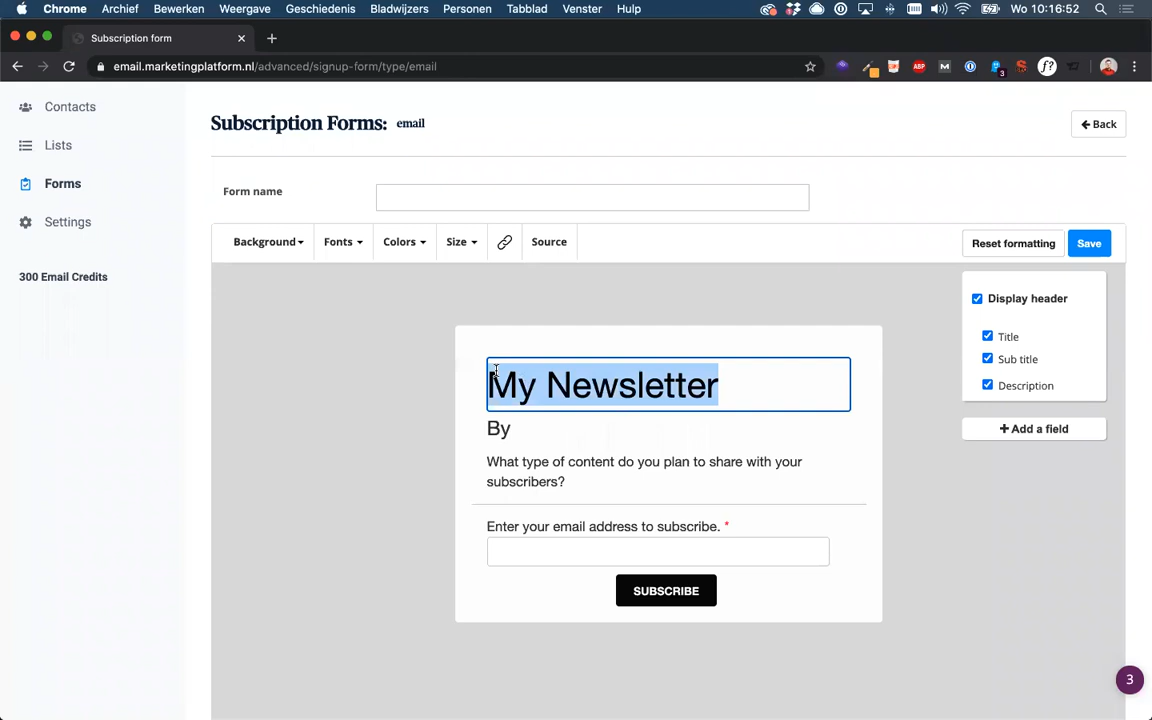 Chrome Archief Bewerken Weergave Geschiedenis Bladwijzers Personen Tabblad Venster Hulp Wo 10:16:52
Subscription form
email.marketingplatform.nl/advanced/signup-form/type/email
ABP M 3 f?
Contacts
Lists
Forms
Settings
300 Email Credits
Subscription Forms: email
Back
Form name
Background Fonts Colors Size Source Reset formatting Save
Display header
Title
Sub title
Description
Add a field
My Newsletter
By
What type of content do you plan to share with your
subscribers?
Enter your email address to subscribe. *
SUBSCRIBE
3